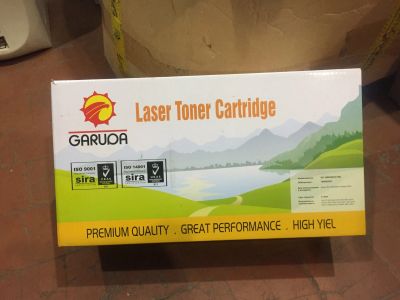 Laser Toner Cartridge
GARUDA
ISO 9001
ISO 14001
sira
sira
PREMIUM QUALITY . GREAT PERFORMANCE . HIGH YIEL